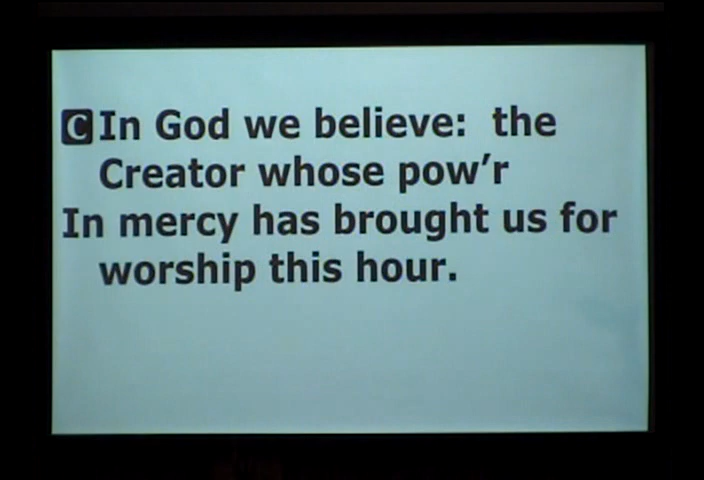 C In God we believe:  the
Creator whose pow’r
In mercy has brought us for
worship this hour.